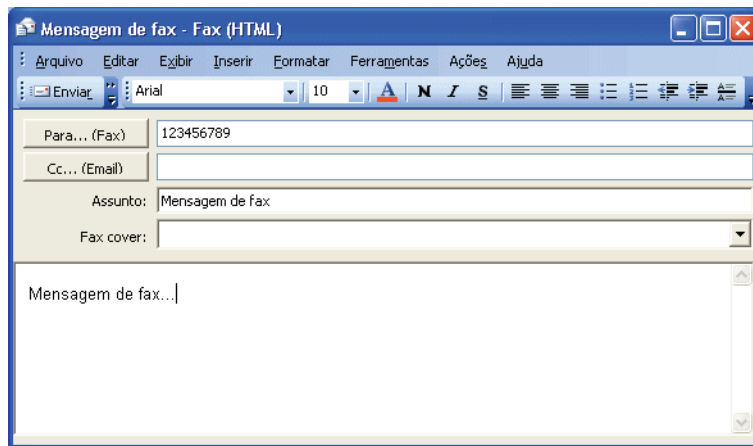 Mensagem de fax - Fax (HTML)
Arquivo Editar Exibir Inserir Formatar Ferramentas Ações Ajuda
Enviar Arial 10 A N I S
Para... (Fax) 123456789
Cc... (Email)
Assunto: Mensagem de fax
Fax cover:
Mensagem de fax...